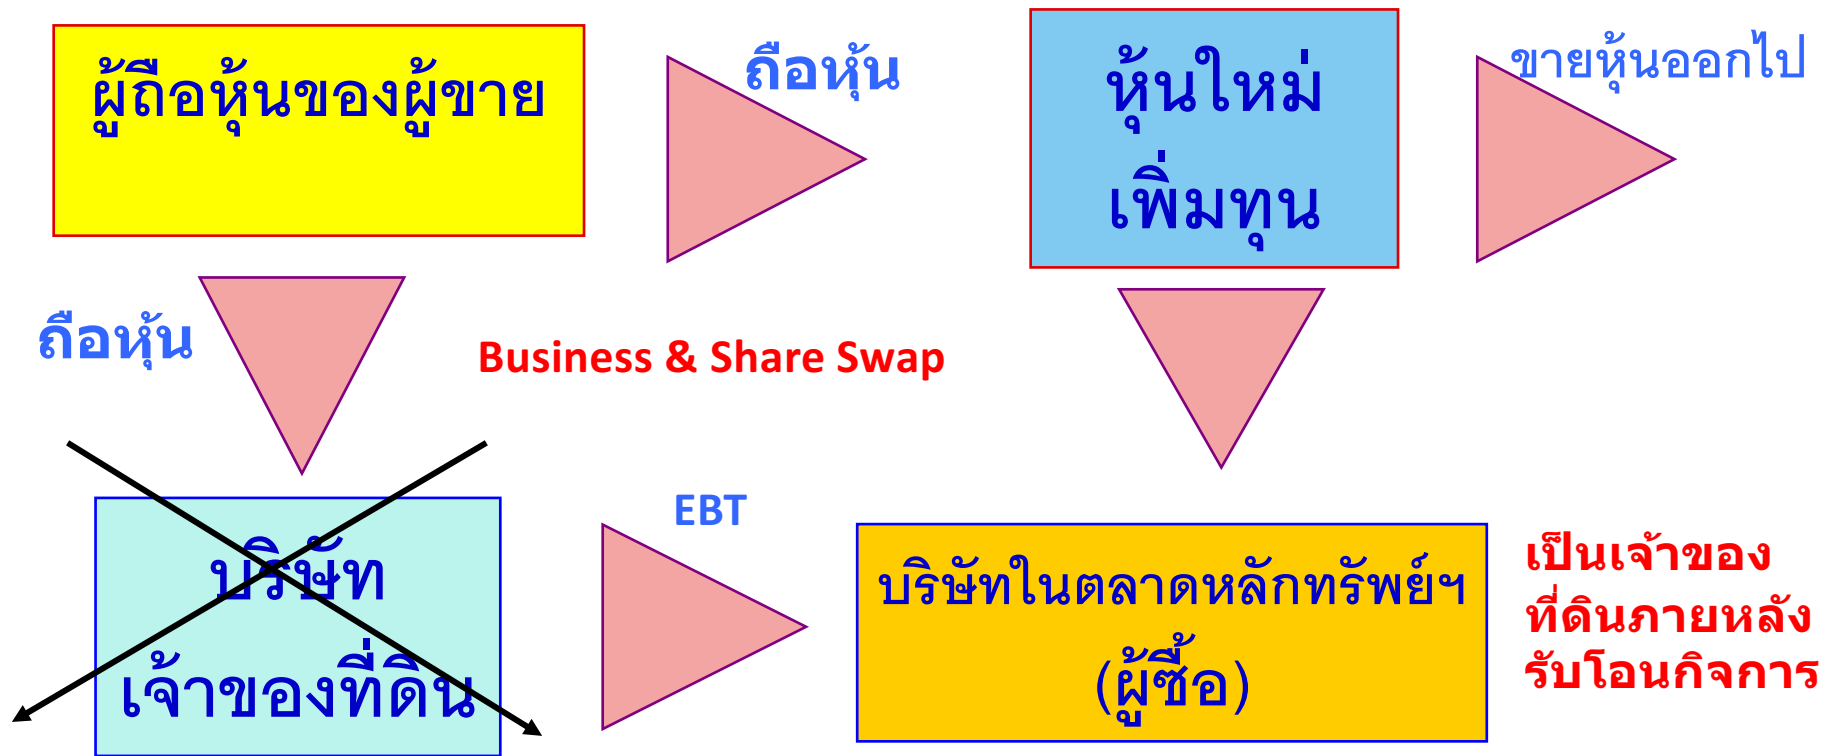 ผู้ถือหุ้นของผู้ขาย
ถือหุ้น
หุ้นใหม่
เพิ่มทุน
ขายหุ้นออกไป
ถือหุ้น
Business & Share Swap
บริษัท
เจ้าของที่ดิน
EBT
บริษัทในตลาดหลักทรัพย์ฯ
(ผู้ซื้อ)
เป็นเจ้าของ
ที่ดินภายหลัง
รับโอนกิจการ